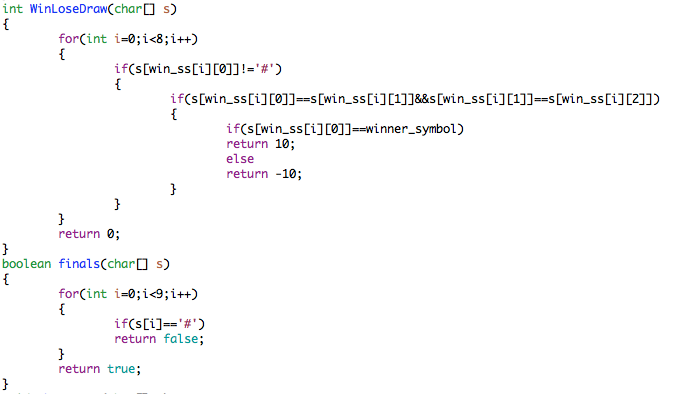 int WinLoseDraw(char[] s)
{
for(int i=0;i<8;i++)
{
if(s[win_ss[i][0]]!='#')
{
if(s[win_ss[i][0]]==s[win_ss[i][1]]&&s[win_ss[i][1]]==s[win_ss[i][2]])
{
if(s[win_ss[i][0]]==winner_symbol)
return 10;
else
return -10;
}
}
}
return 0;
}
boolean finals(char[] s)
{
for(int i=0;i<9;i++)
{
if(s[i]=='#')
return false;
}
return true;
}